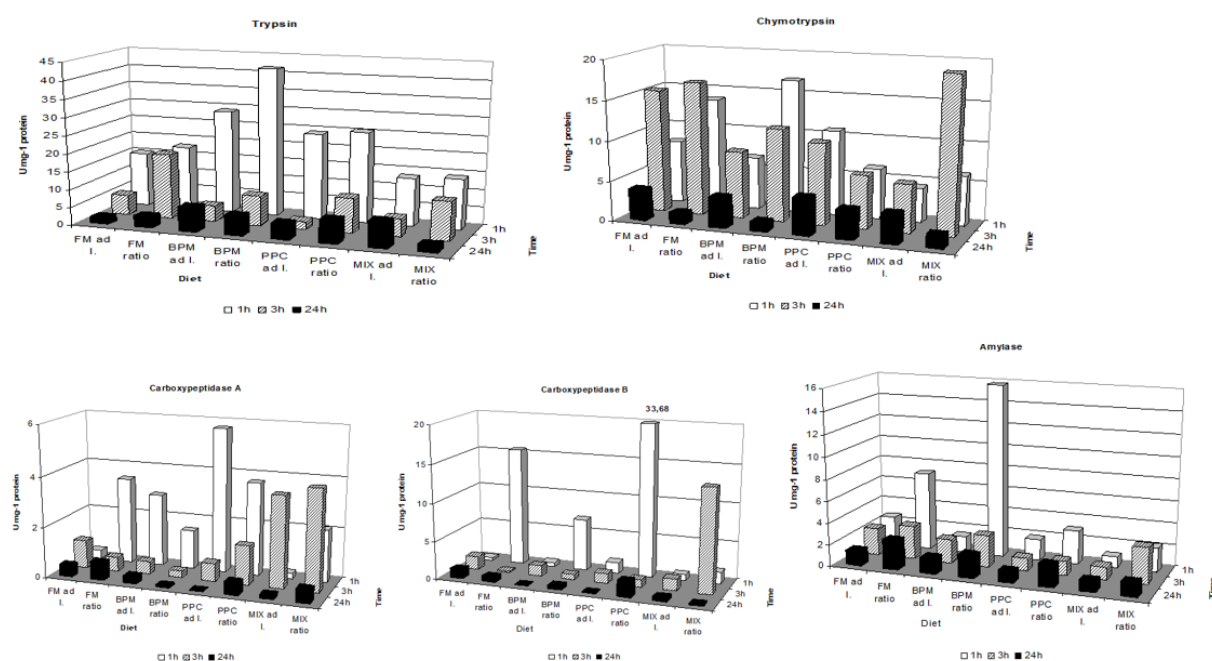 Trypsin
U mg-1 protein
45
40
35
30
25
20
15
10
5
0
FM ad l.
FM ratio
BPM ad l.
BPM ratio
PPC ad l.
PPC ratio
MIX ad l.
MIX ratio
1h
3h
24h
Time
Diet
1h 3h 24h
Chymotrypsin
U mg-1 protein
20
15
10
5
0
FM ad l.
FM ratio
BPM ad l.
BPM ratio
PPC ad l.
PPC ratio
MIX ad l.
MIX ratio
1h
3h
24h
Time
Diet
1h 3h 24h
Carboxypeptidase A
U mg-1 protein
6
4
2
0
FM ad l.
FM ratio
BPM ad l.
BPM ratio
PPC ad l.
PPC ratio
MIX ad l.
MIX ratio
1h
3h
24h
Time
Diet
1h 3h 24h
Carboxypeptidase B
33,68
U mg-1 protein
20
15
10
5
0
FM ad l.
FM ratio
BPM ad l.
BPM ratio
PPC ad l.
PPC ratio
MIX ad l.
MIX ratio
1h
3h
24h
Time
Diet
1h 3h 24h
Amylase
U mg-1 protein
16
14
12
10
8
6
4
2
0
FM ad l.
FM ratio
BPM ad l.
BPM ratio
PPC ad l.
PPC ratio
MIX ad l.
MIX ratio
1h
3h
24h
Time
Diet
1h 3h 24h